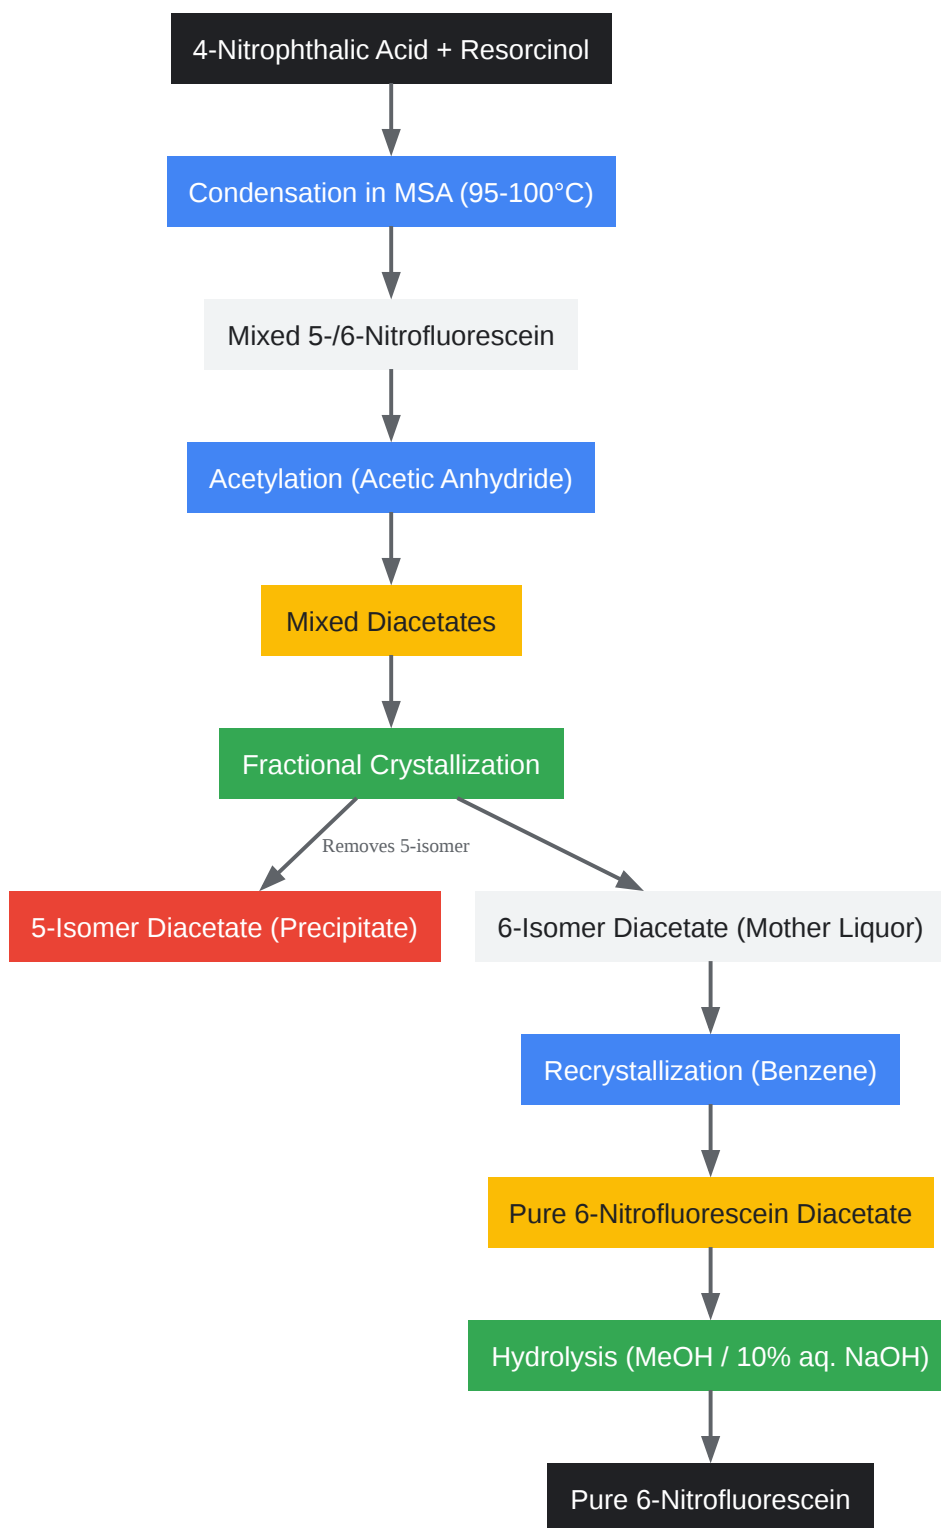 4-Nitrophthalic Acid + Resorcinol
Condensation in MSA (95-100°C)
Mixed 5-/6-Nitrofluorescein
Acetylation (Acetic Anhydride)
Mixed Diacetates
Fractional Crystallization
Removes 5-isomer
5-Isomer Diacetate (Precipitate)
6-Isomer Diacetate (Mother Liquor)
Recrystallization (Benzene)
Pure 6-Nitrofluorescein Diacetate
Hydrolysis (MeOH / 10% aq. NaOH)
Pure 6-Nitrofluorescein